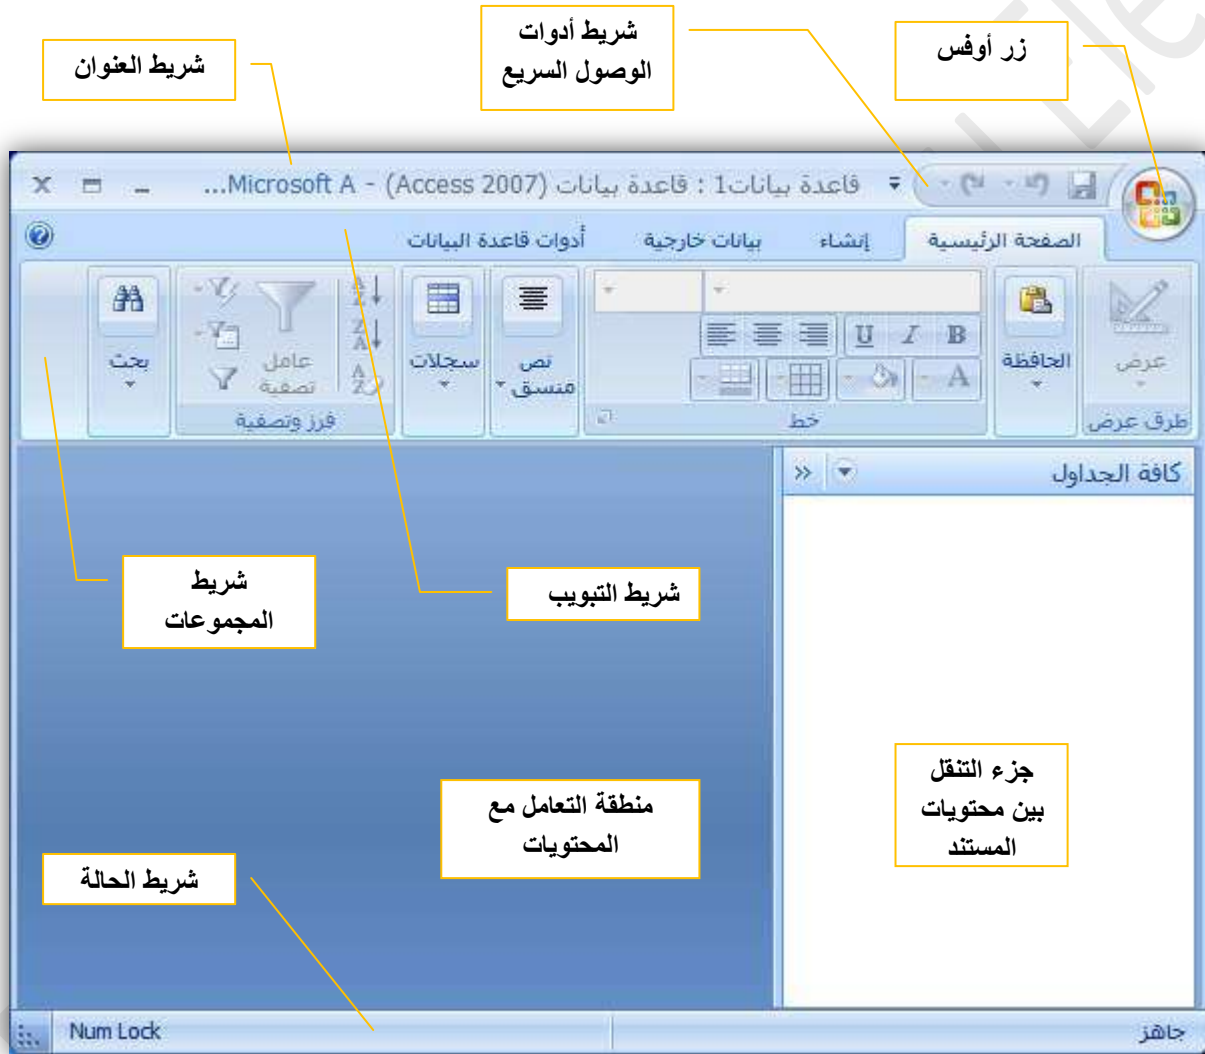 زر أوفس
شريط أدوات
الوصول السريع
شريط العنوان
قاعدة بيانات1 : قاعدة بيانات (Access 2007) - Microsoft A...
الصفحة الرئيسية
إنشاء
بيانات خارجية
أدوات قاعدة البيانات
عرض
طرق عرض
الحافظة
B I U
A
خط
نص
منسق
سجلات
عامل
تصفية
فرز وتصفية
بحث
كافة الجداول
شريط التبويب
شريط
المجموعات
جزء التنقل
بين محتويات
المستند
منطقة التعامل مع
المحتويات
شريط الحالة
جاهز
Num Lock